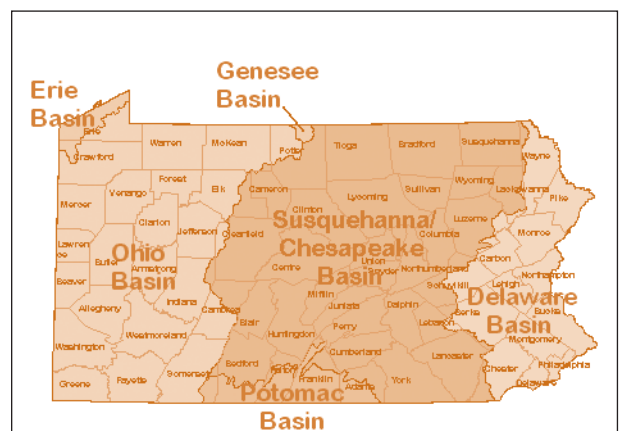 Genesee
Basin
Erie
Basin
Erie
Crawford
Warren
McKean
Potter
Tioga
Bradford
Susquehanna
Wayne
Forest
Venango
Elk
Cameron
Lycoming
Sullivan
Wyoming
Lackawanna
Pike
Mercer
Clarion
Jefferson
Clinton
Clearfield
Susquehanna/
Chesapeake
Basin
Columbia
Luzerne
Monroe
Lawren
Butler
Ohio
Basin
Armstrong
Centre
Union
Snyder
Northumberland
Carbon
Northampton
Beaver
Indiana
Cambria
Mifflin
Juniata
Dauphin
Schuylkill
Lehigh
Delaware
Basin
Berks
Bucks
Allegheny
Westmoreland
Blair
Huntingdon
Perry
Lebanon
Montgomery
Philadelphia
Washington
Bedford
Cumberland
Lancaster
Chester
Delaware
Greene
Fayette
Somerset
Fulton
Franklin
Adams
York
Potomac
Basin